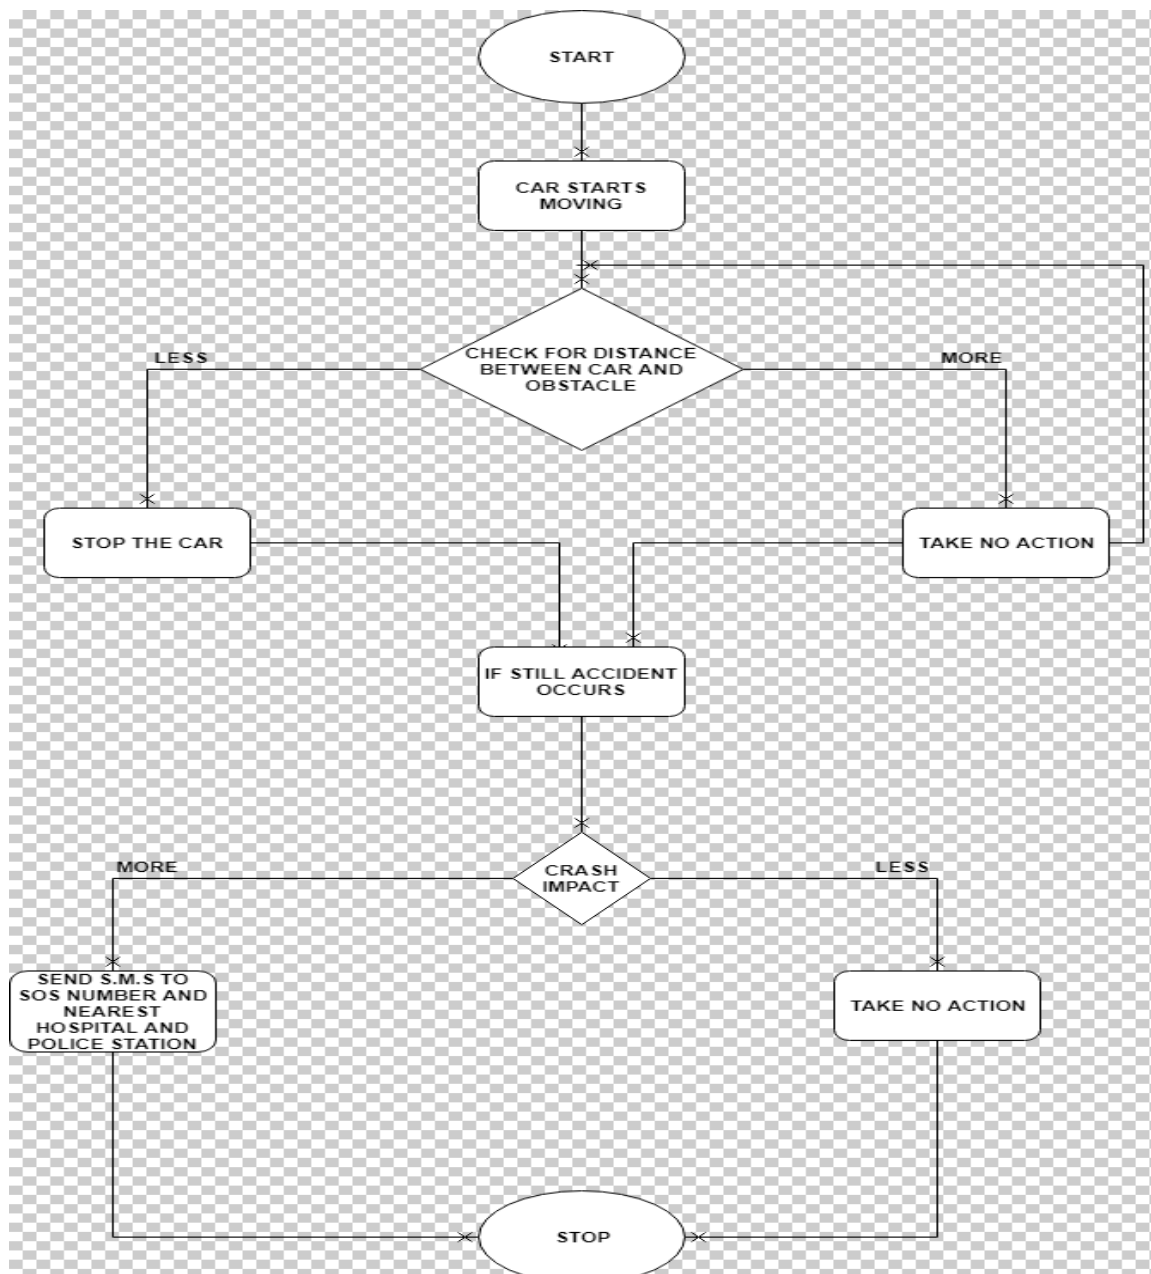 START
CAR STARTS
MOVING
CHECK FOR DISTANCE
BETWEEN CAR AND
OBSTACLE
LESS
MORE
STOP THE CAR
TAKE NO ACTION
IF STILL ACCIDENT
OCCURS
CRASH
IMPACT
MORE
LESS
SEND S.M.S TO
SOS NUMBER AND
NEAREST
HOSPITAL AND
POLICE STATION
TAKE NO ACTION
STOP